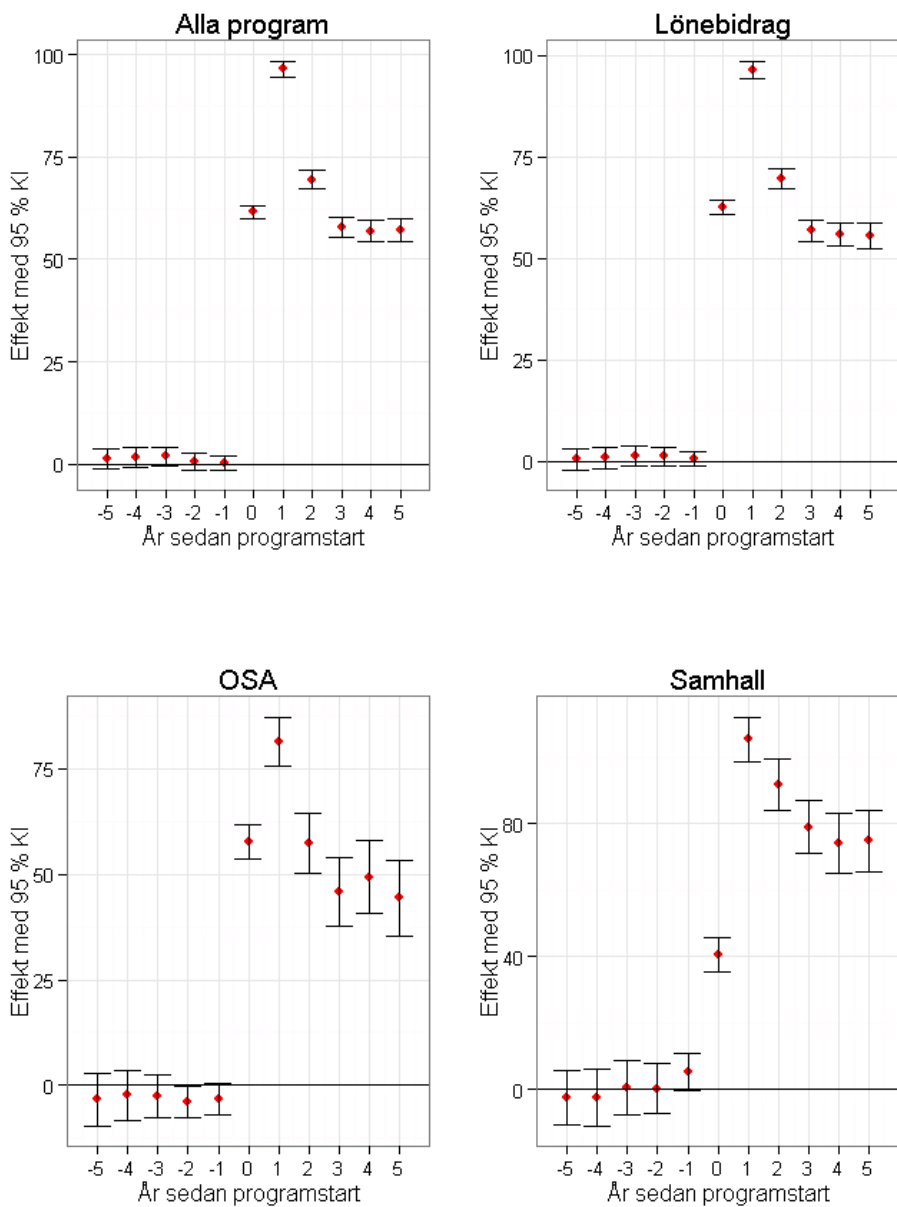 Alla program
Effekt med 95 % KI
100
75
50
25
0
-5 -4 -3 -2 -1 0 1 2 3 4 5
År sedan programstart
Lönebidrag
Effekt med 95 % KI
100
75
50
25
0
-5 -4 -3 -2 -1 0 1 2 3 4 5
År sedan programstart
OSA
Effekt med 95 % KI
75
50
25
0
-5 -4 -3 -2 -1 0 1 2 3 4 5
År sedan programstart
Samhall
Effekt med 95 % KI
80
40
0
-5 -4 -3 -2 -1 0 1 2 3 4 5
År sedan programstart